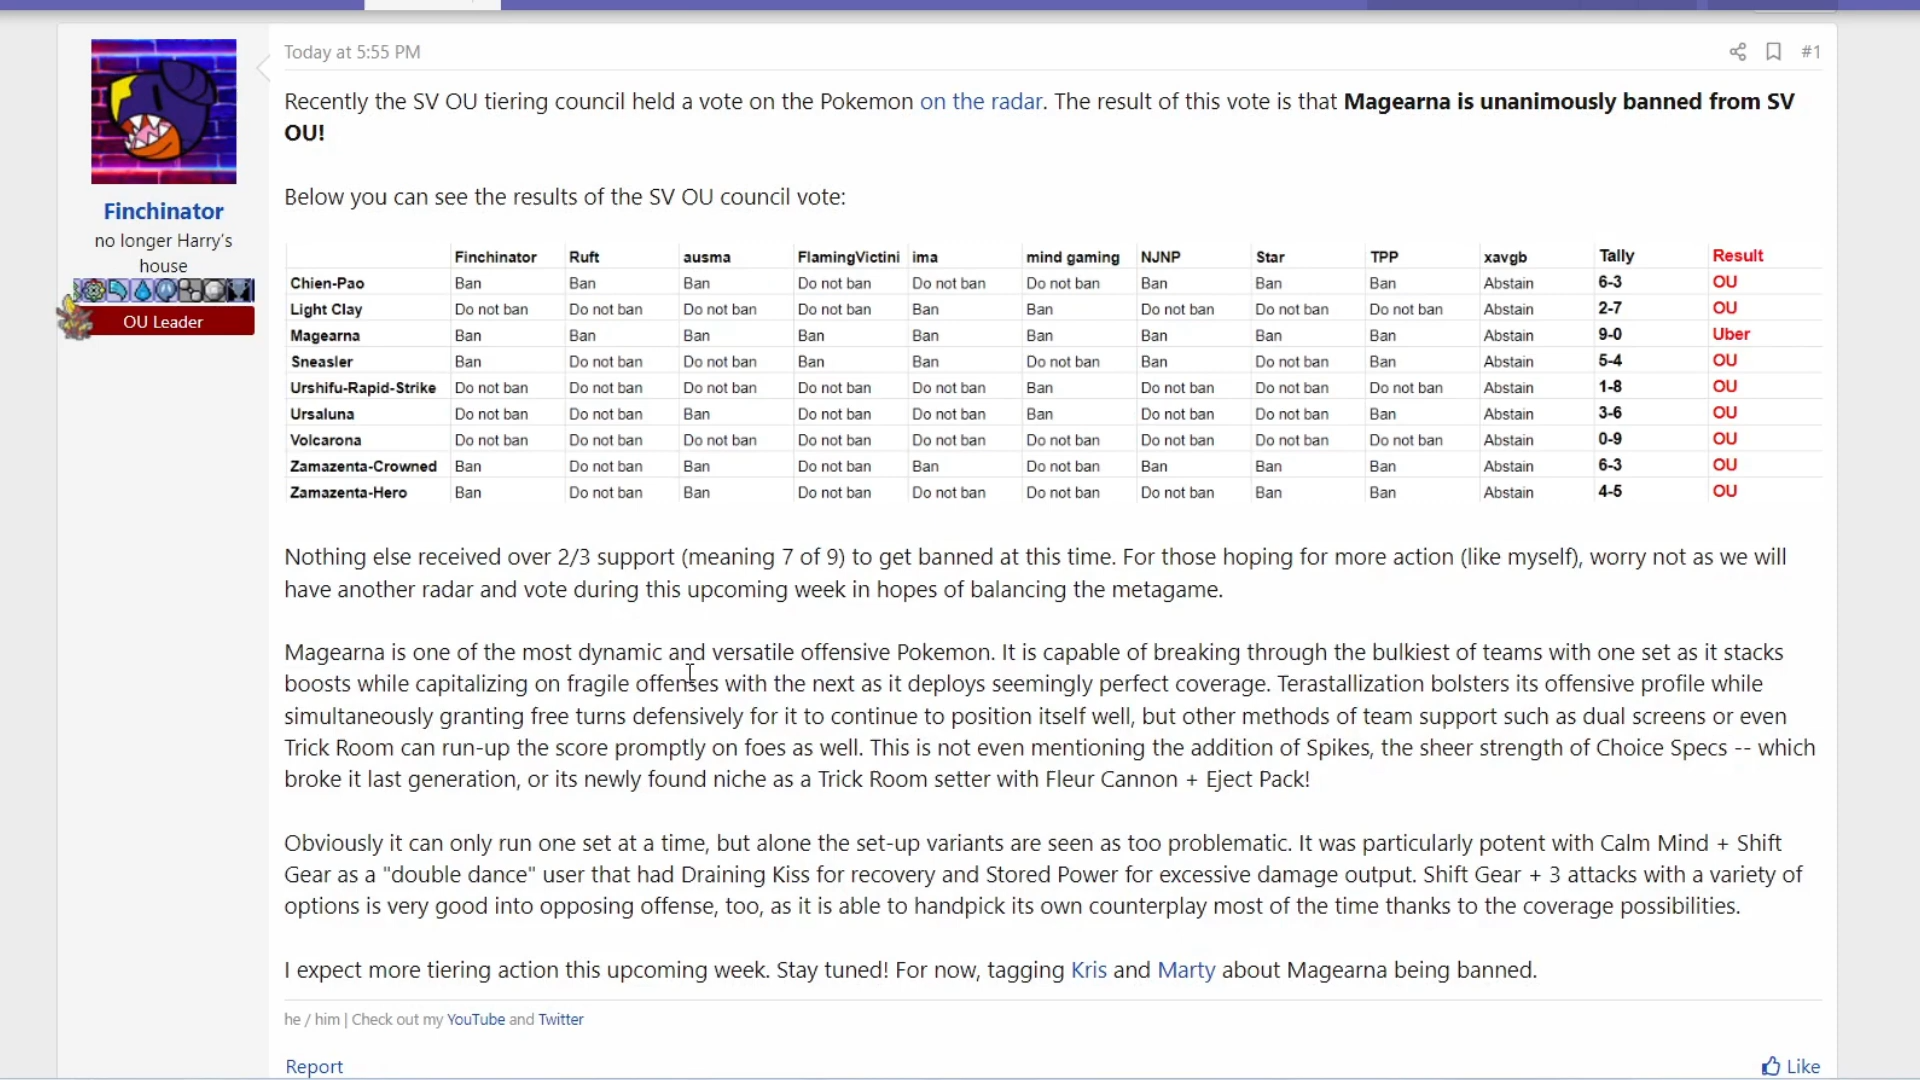 Today at 5:55 PM
#1
Recently the SV OU tiering council held a vote on the Pokemon on the radar. The result of this vote is that Magearna is unanimously banned from SV
OU!
Below you can see the results of the SV OU council vote:
Finchinator
no longer Harry's
house
OU Leader
Finchinator Ruft ausma FlamingVictini ima mind gaming NJNP Star TPP xavgb Tally Result
Chien-Pao Ban Ban Ban Do not ban Do not ban Do not ban Ban Ban Ban Abstain 6-3 OU
Light Clay Do not ban Do not ban Do not ban Do not ban Ban Ban Do not ban Do not ban Do not ban Abstain 2-7 OU
Magearna Ban Ban Ban Ban Ban Ban Ban Ban Ban Abstain 9-0 Uber
Sneasler Ban Do not ban Do not ban Ban Ban Do not ban Ban Do not ban Ban Abstain 5-4 OU
Urshifu-Rapid-Strike Do not ban Do not ban Do not ban Do not ban Do not ban Ban Do not ban Do not ban Do not ban Abstain 1-8 OU
Ursaluna Do not ban Do not ban Ban Do not ban Do not ban Ban Do not ban Do not ban Ban Abstain 3-6 OU
Volcarona Do not ban Do not ban Do not ban Do not ban Do not ban Do not ban Do not ban Do not ban Do not ban Abstain 0-9 OU
Zamazenta-Crowned Ban Do not ban Ban Do not ban Ban Do not ban Ban Ban Ban Abstain 6-3 OU
Zamazenta-Hero Ban Do not ban Ban Do not ban Do not ban Do not ban Do not ban Ban Ban Abstain 4-5 OU
Nothing else received over 2/3 support (meaning 7 of 9) to get banned at this time. For those hoping for more action (like myself), worry not as we will
have another radar and vote during this upcoming week in hopes of balancing the metagame.
Magearna is one of the most dynamic and versatile offensive Pokemon. It is capable of breaking through the bulkiest of teams with one set as it stacks
boosts while capitalizing on fragile offenses with the next as it deploys seemingly perfect coverage. Terastallization bolsters its offensive profile while
simultaneously granting free turns defensively for it to continue to position itself well, but other methods of team support such as dual screens or even
Trick Room can run-up the score promptly on foes as well. This is not even mentioning the addition of Spikes, the sheer strength of Choice Specs -- which
broke it last generation, or its newly found niche as a Trick Room setter with Fleur Cannon + Eject Pack!
Obviously it can only run one set at a time, but alone the set-up variants are seen as too problematic. It was particularly potent with Calm Mind + Shift
Gear as a "double dance" user that had Draining Kiss for recovery and Stored Power for excessive damage output. Shift Gear + 3 attacks with a variety of
options is very good into opposing offense, too, as it is able to handpick its own counterplay most of the time thanks to the coverage possibilities.
I expect more tiering action this upcoming week. Stay tuned! For now, tagging Kris and Marty about Magearna being banned.
he / him | Check out my YouTube and Twitter
Report
Like